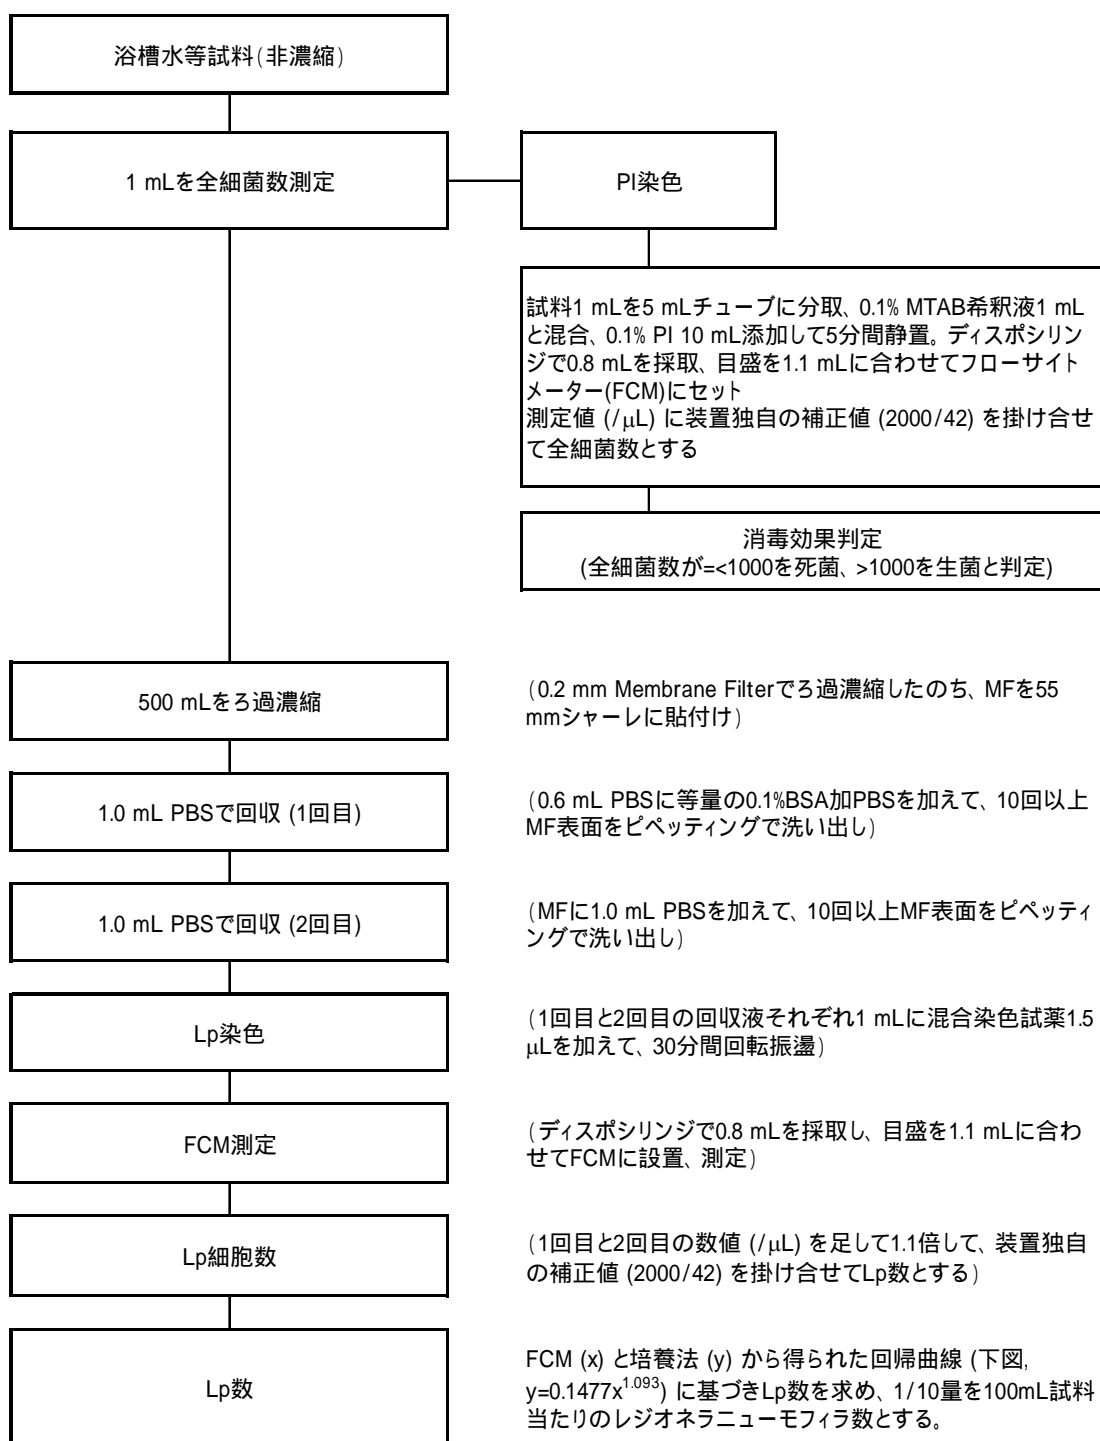 浴槽水等試料(非濃縮)
1 mLを全細菌数測定
PI染色
試料1 mLを5 mLチューブに分取、0.1% MTAB希釈液1 mL
と混合、0.1% PI 10 mL添加して5分間静置。ディスポシリン
ジで0.8 mLを採取、目盛を1.1 mLに合わせてフローサイト
メーター(FCM)にセット
測定値 (/μL) に装置独自の補正値 (2000/42) を掛け合せ
て全細菌数とする
消毒効果判定
(全細菌数が=<1000を死菌、>1000を生菌と判定)
500 mLをろ過濃縮
(0.2 mm Membrane Filterでろ過濃縮したのち、MFを55
mmシャーレに貼付け)
1.0 mL PBSで回収 (1回目)
(0.6 mL PBSに等量の0.1%BSA加PBSを加えて、10回以上
MF表面をピペッティングで洗い出し)
1.0 mL PBSで回収 (2回目)
(MFに1.0 mL PBSを加えて、10回以上MF表面をピペッティ
ングで洗い出し)
Lp染色
(1回目と2回目の回収液それぞれ1 mLに混合染色試薬1.5
μLを加えて、30分間回転振盪)
FCM測定
(ディスポシリンジで0.8 mLを採取し、目盛を1.1 mLに合わ
せてFCMに設置、測定)
Lp細胞数
(1回目と2回目の数値 (/μL) を足して1.1倍して、装置独自
の補正値 (2000/42) を掛け合せてLp数とする)
Lp数
FCM (x) と培養法 (y) から得られた回帰曲線 (下図,
y=0.1477x^1.093) に基づきLp数を求め、1/10量を100mL試料
当たりのレジオネラニューモフィラ数とする。